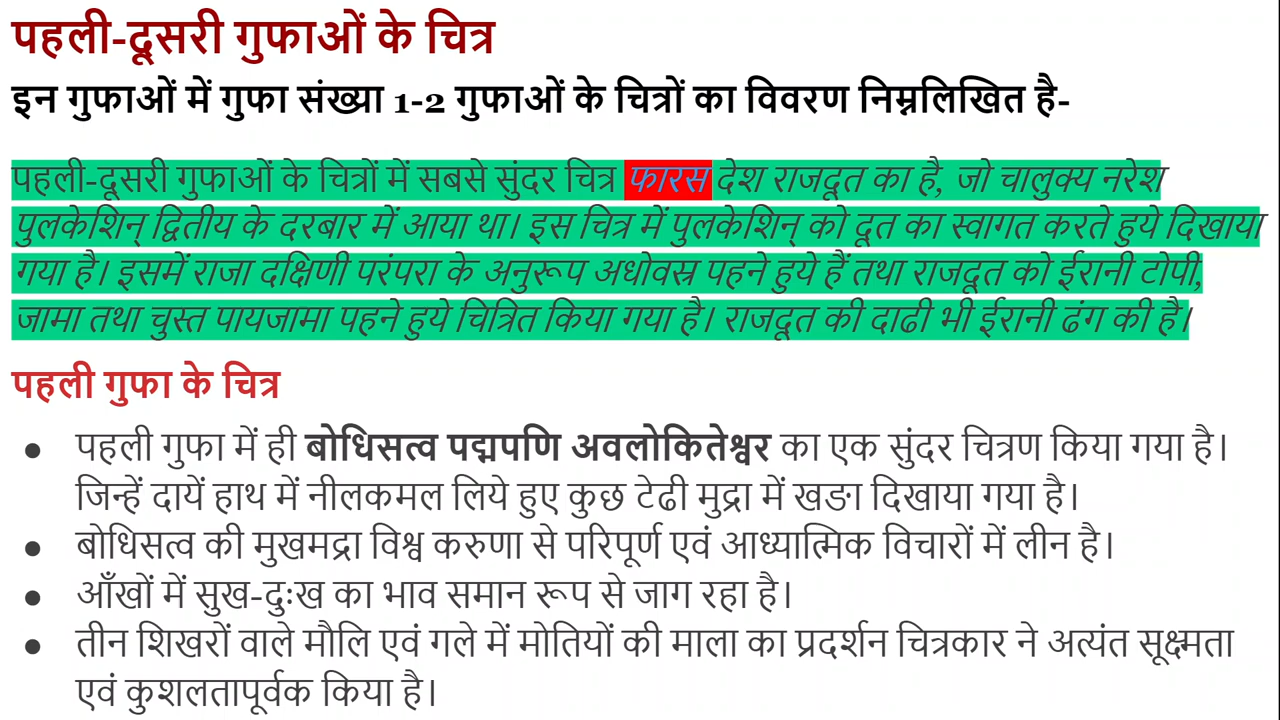 पहली-दूसरी गुफाओं के चित्र
इन गुफाओं में गुफा संख्या 1-2 गुफाओं के चित्रों का विवरण निम्नलिखित है-
पहली-दूसरी गुफाओं के चित्रों में सबसे सुंदर चित्र फारस देश राजदूत का है, जो चालुक्य नरेश
पुलकेशिन् द्वितीय के दरबार में आया था। इस चित्र में पुलकेशिन् को दूत का स्वागत करते हुये दिखाया
गया है। इसमें राजा दक्षिणी परंपरा के अनुरूप अधोवस्र पहने हुये हैं तथा राजदूत को ईरानी टोपी,
जामा तथा चुस्त पायजामा पहने हुये चित्रित किया गया है। राजदूत की दाढी भी ईरानी ढंग की है।
पहली गुफा के चित्र
● पहली गुफा में ही बोधिसत्व पद्मपणि अवलोकितेश्वर का एक सुंदर चित्रण किया गया है।
जिन्हें दायें हाथ में नीलकमल लिये हुए कुछ टेढी मुद्रा में खङा दिखाया गया है।
● बोधिसत्व की मुखमद्रा विश्व करुणा से परिपूर्ण एवं आध्यात्मिक विचारों में लीन है।
● आँखों में सुख-दुःख का भाव समान रूप से जाग रहा है।
● तीन शिखरों वाले मौलि एवं गले में मोतियों की माला का प्रदर्शन चित्रकार ने अत्यंत सूक्ष्मता
एवं कुशलतापूर्वक किया है।